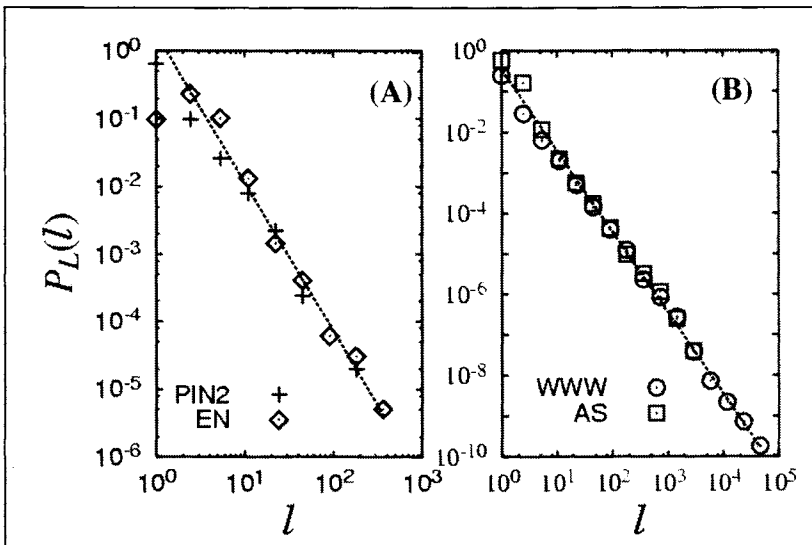 (A)
P_L(l)
10^0
10^-1
10^-2
10^-3
10^-4
10^-5
10^-6
PIN2 +
EN ◇
10^0 10^1 10^2 10^3
l
(B)
10^0
10^-2
10^-4
10^-6
10^-8
10^-10
WWW ○
AS □
10^0 10^1 10^2 10^3 10^4 10^5
l